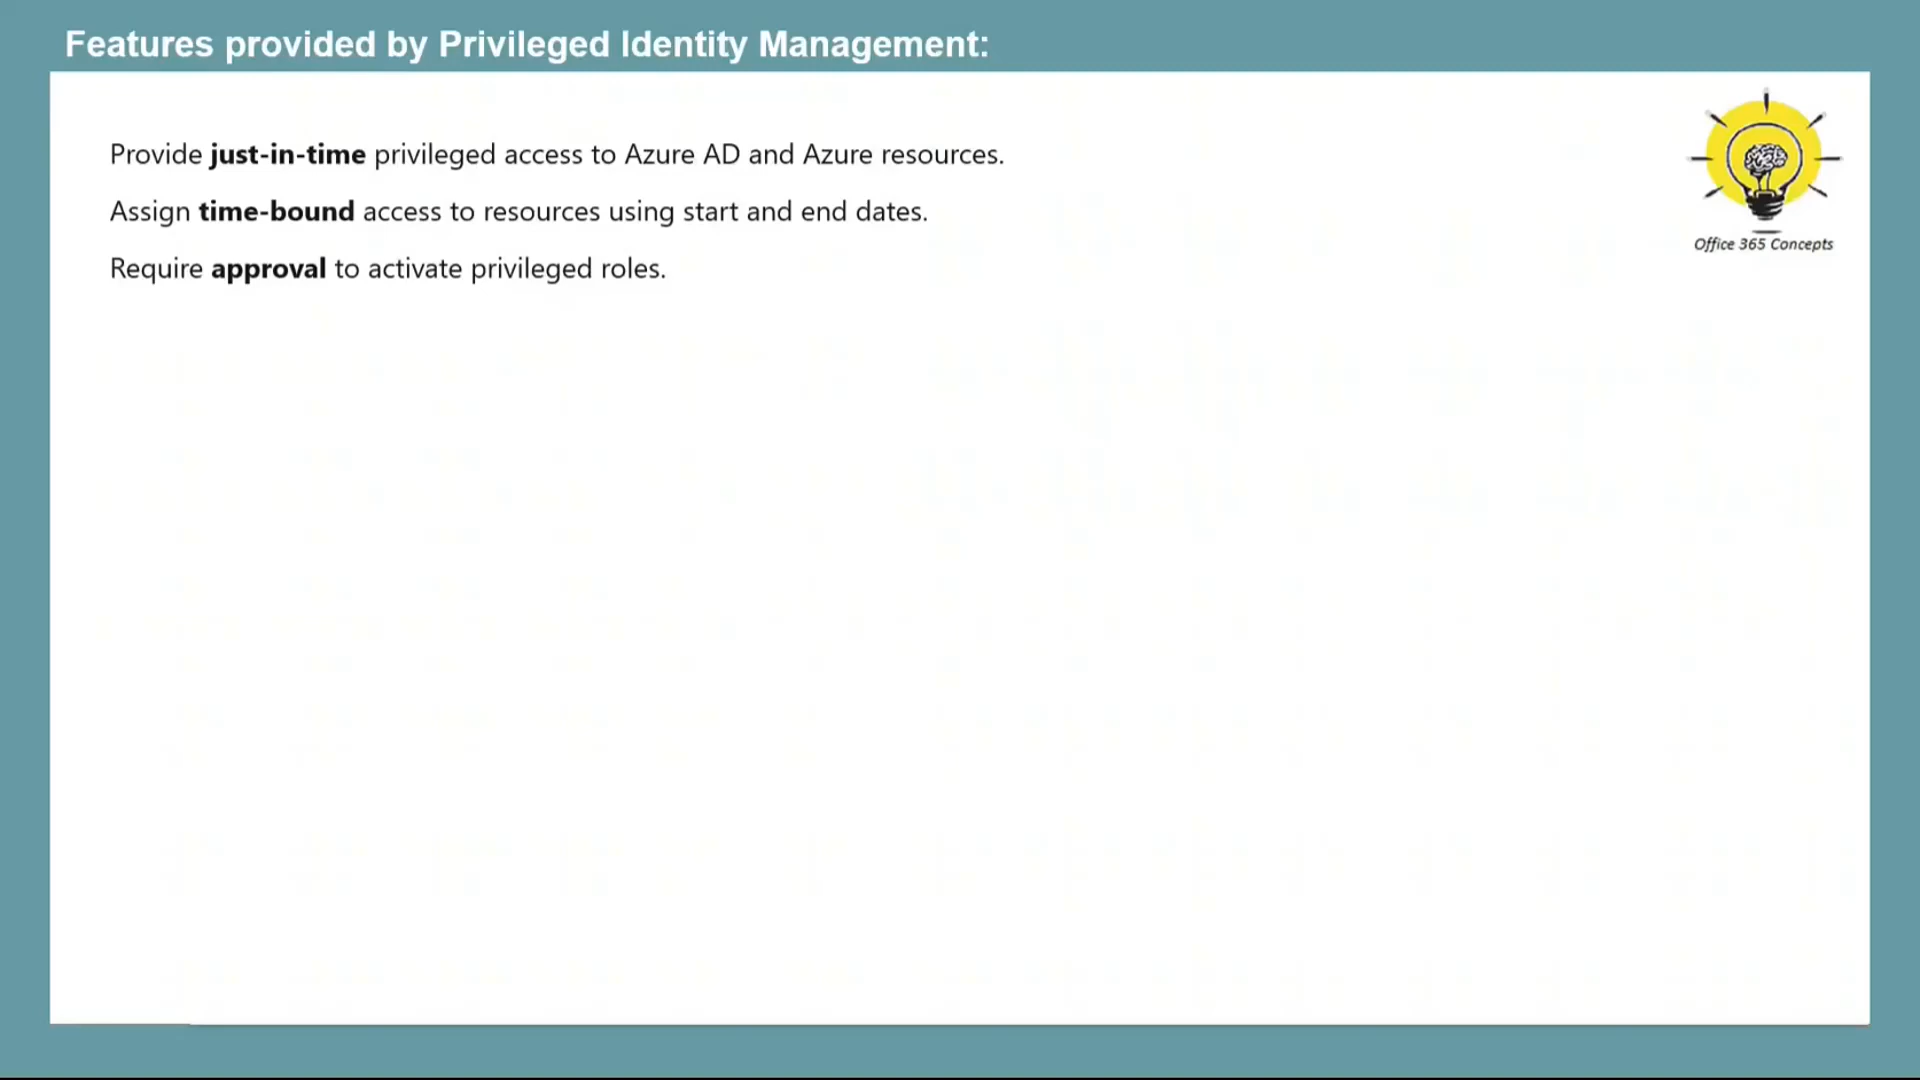 Features provided by Privileged Identity Management:
Provide just-in-time privileged access to Azure AD and Azure resources.
Assign time-bound access to resources using start and end dates.
Require approval to activate privileged roles.
Office 365 Concepts